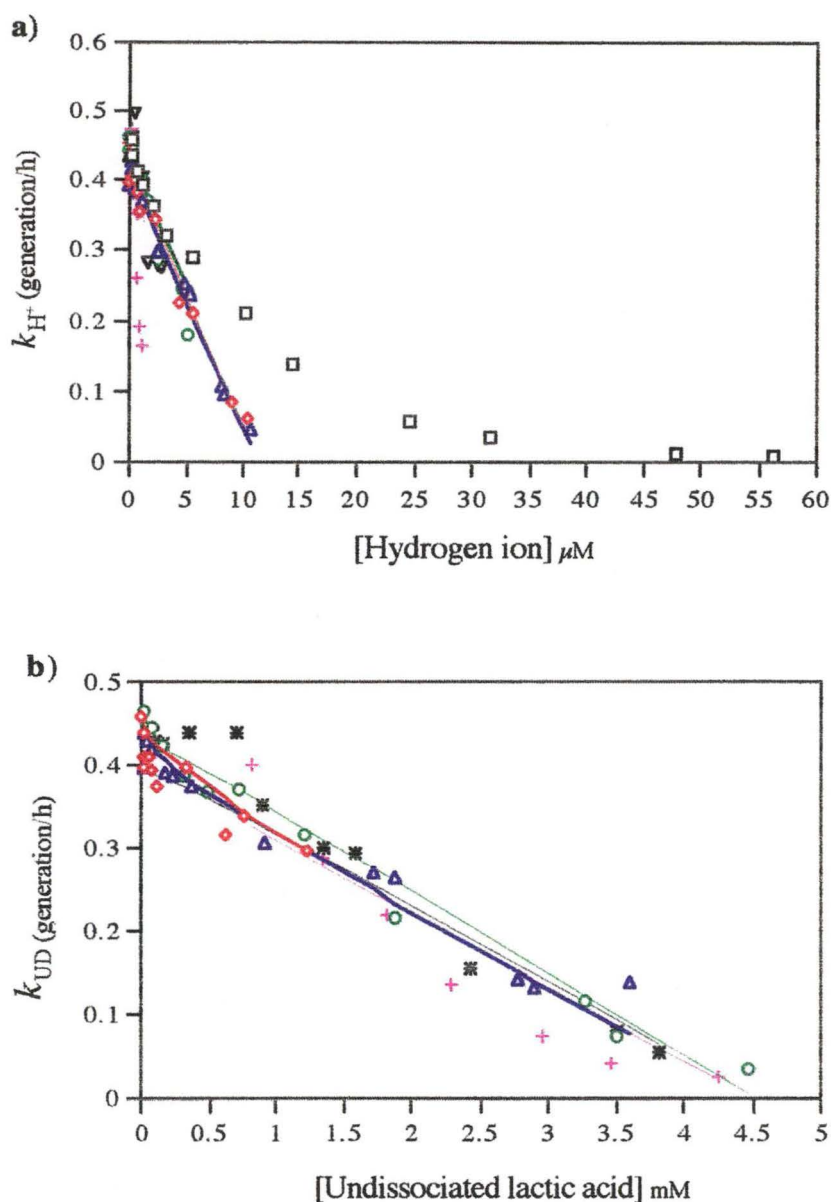 a)
0.6
0.5
0.4
0.3
0.2
0.1
0
k_H+ (generation/h)
0 5 10 15 20 25 30 35 40 45 50 55 60
[Hydrogen ion] µM
b)
0.5
0.4
0.3
0.2
0.1
0
k_UD (generation/h)
0 0.5 1 1.5 2 2.5 3 3.5 4 4.5 5
[Undissociated lactic acid] mM